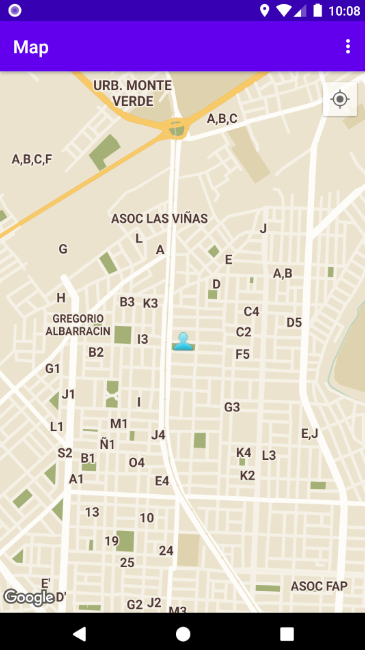 10:08
Map
URB. MONTE
VERDE
A,B,C
A,B,C,F
ASOC LAS VIÑAS
J
L
G
A
E
A,B
D
H
B3
K3
C4
GREGORIO
ALBARRACIN
D5
C2
I3
B2
F5
G1
J1
I
G3
M1
L1
E,J
J4
Ñ1
S2
K4
L3
B1
O4
K2
A1
E4
13
10
19
24
25
E'
ASOC FAP
Google
D'
G2
J2
M3